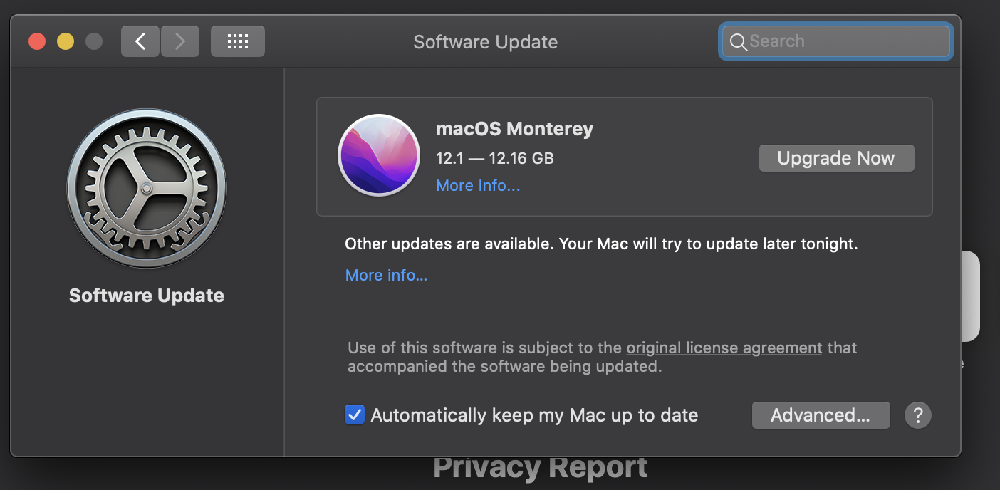 Software Update
Search
macOS Monterey
12.1 — 12.16 GB
More Info...
Upgrade Now
Software Update
Other updates are available. Your Mac will try to update later tonight.
More info...
Use of this software is subject to the original license agreement that
accompanied the software being updated.
Automatically keep my Mac up to date
Advanced...
?
Privacy Report